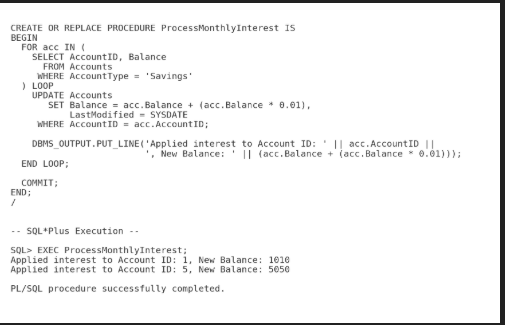 CREATE OR REPLACE PROCEDURE ProcessMonthlyInterest IS
BEGIN
  FOR acc IN (
    SELECT AccountID, Balance
      FROM Accounts
     WHERE AccountType = 'Savings'
  ) LOOP
    UPDATE Accounts
       SET Balance = acc.Balance + (acc.Balance * 0.01),
           LastModified = SYSDATE
     WHERE AccountID = acc.AccountID;

    DBMS_OUTPUT.PUT_LINE('Applied interest to Account ID: ' || acc.AccountID ||
                         ', New Balance: ' || (acc.Balance + (acc.Balance * 0.01)));
  END LOOP;

  COMMIT;
END;
/

-- SQL*Plus Execution --

SQL> EXEC ProcessMonthlyInterest;
Applied interest to Account ID: 1, New Balance: 1010
Applied interest to Account ID: 5, New Balance: 5050

PL/SQL procedure successfully completed.